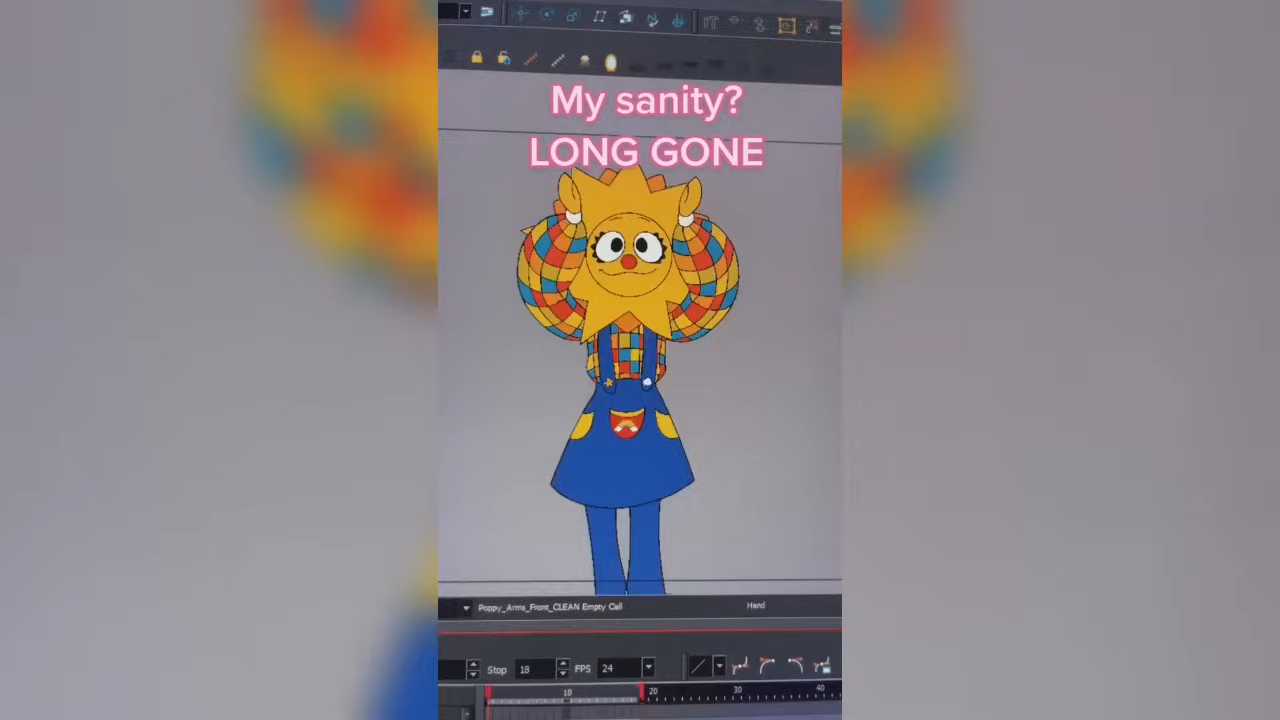 My sanity?
LONG GONE
Poppy_Arms_Front_CLEAN Empty Cell
Hand
Stop 18 FPS 24
10 20 30 40